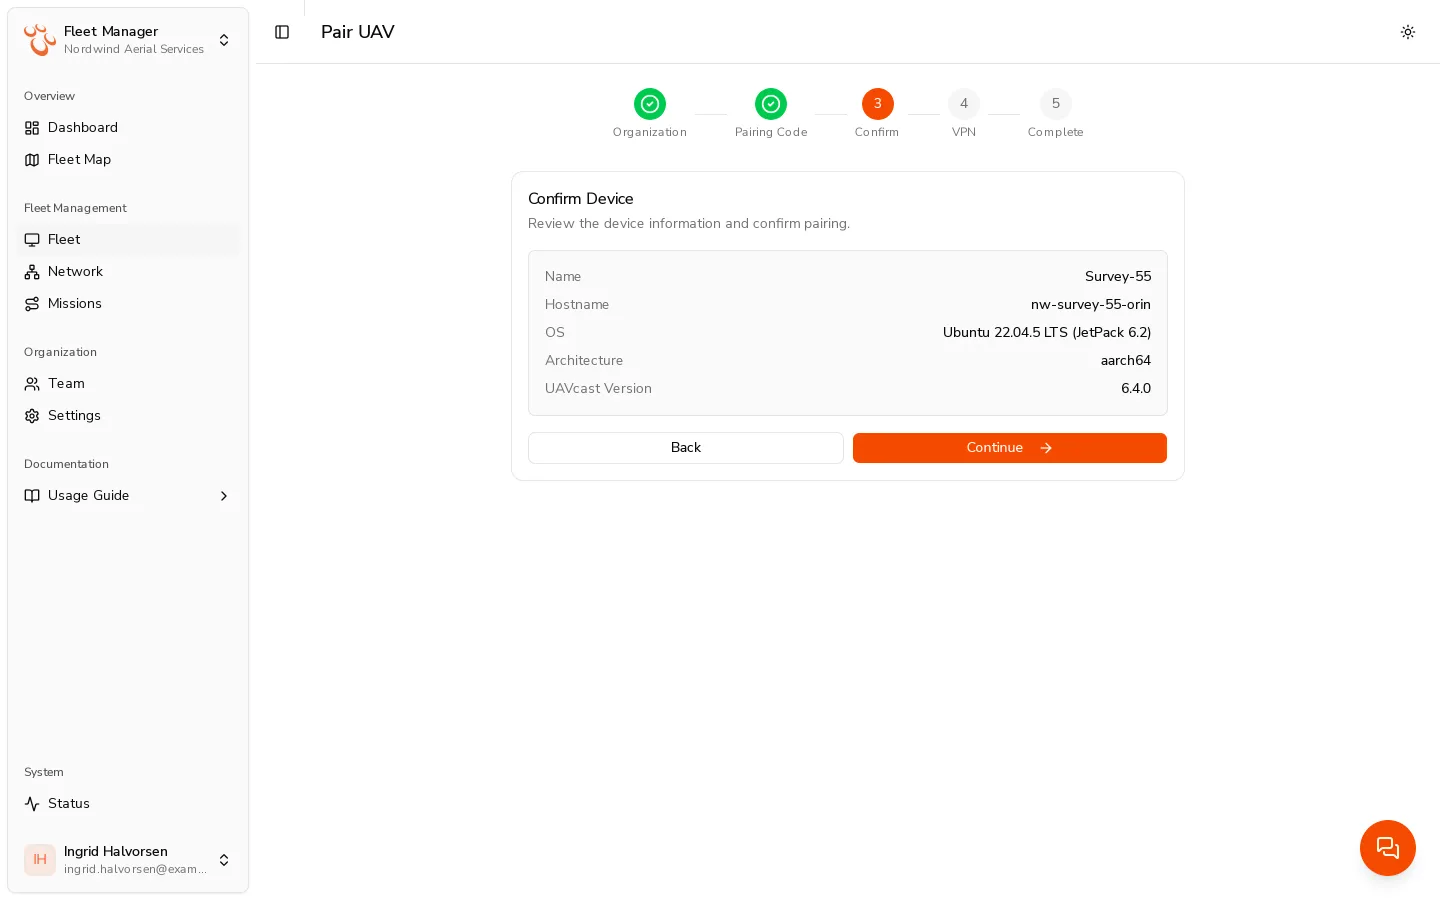 Fleet Manager
Nordwind Aerial Services
Overview
Dashboard
Fleet Map
Fleet Management
Fleet
Network
Missions
Organization
Team
Settings
Documentation
Usage Guide
System
Status
IH
Ingrid Halvorsen
ingrid.halvorsen@exam...
Pair UAV
3
4
5
Organization
Pairing Code
Confirm
VPN
Complete
Confirm Device
Review the device information and confirm pairing.
Name Survey-55
Hostname nw-survey-55-orin
OS Ubuntu 22.04.5 LTS (JetPack 6.2)
Architecture aarch64
UAVcast Version 6.4.0
Back
Continue